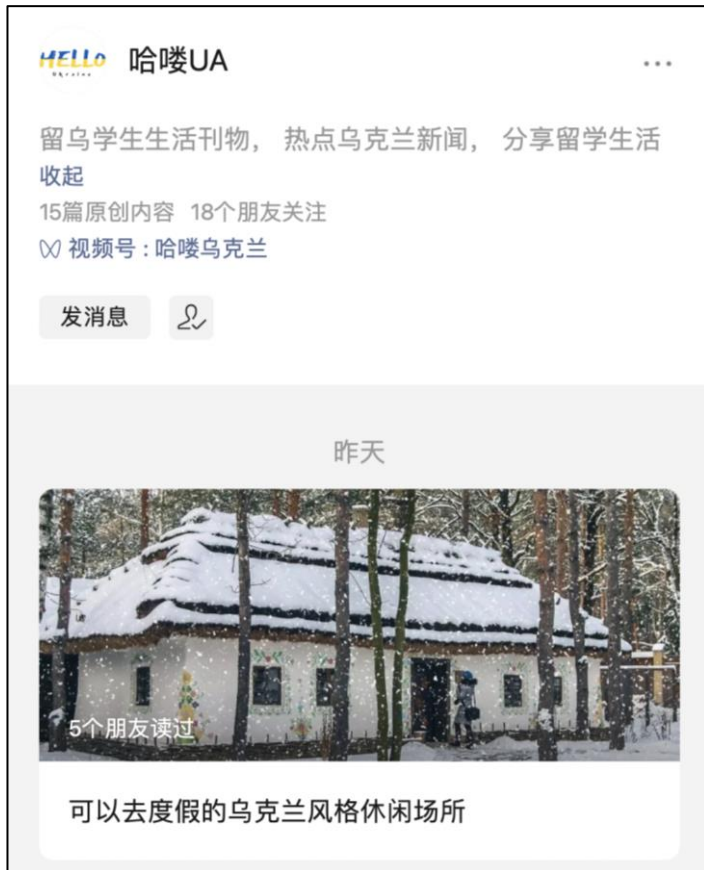 HELLO
Ukraine
哈喽UA
留乌学生生活刊物， 热点乌克兰新闻， 分享留学生活
收起
15篇原创内容 18个朋友关注
视频号：哈喽乌克兰
发消息
昨天
5个朋友读过
可以去度假的乌克兰风格休闲场所